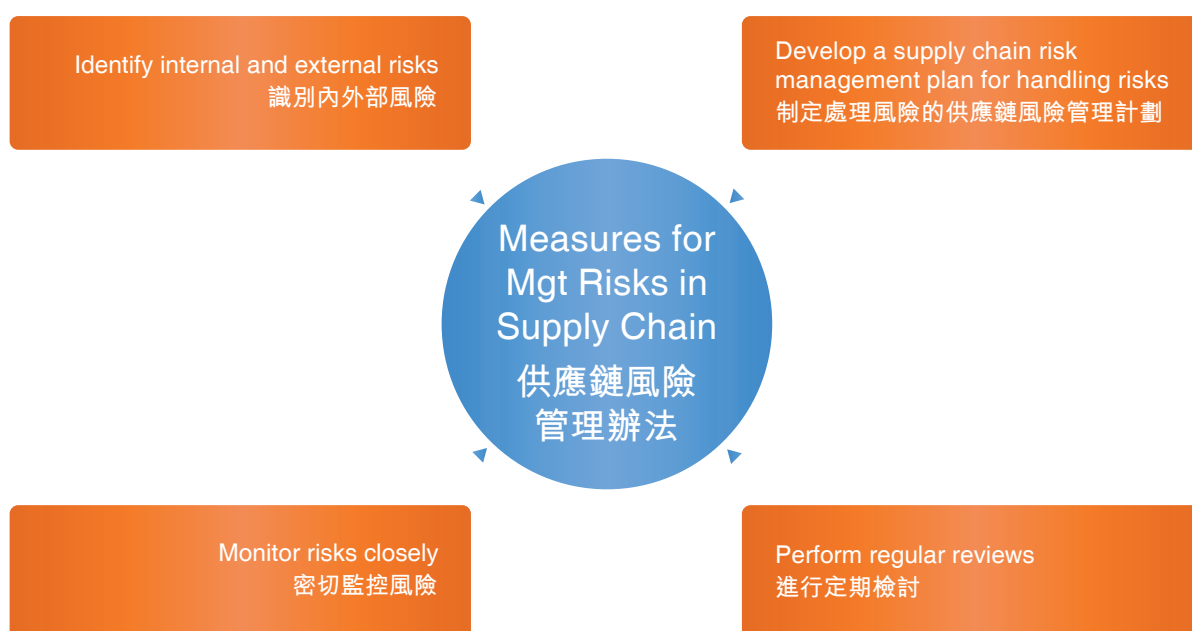 Identify internal and external risks
識別內外部風險
Develop a supply chain risk
management plan for handling risks
制定處理風險的供應鏈風險管理計劃
Measures for
Mgt Risks in
Supply Chain
供應鏈風險
管理辦法
Monitor risks closely
密切監控風險
Perform regular reviews
進行定期檢討